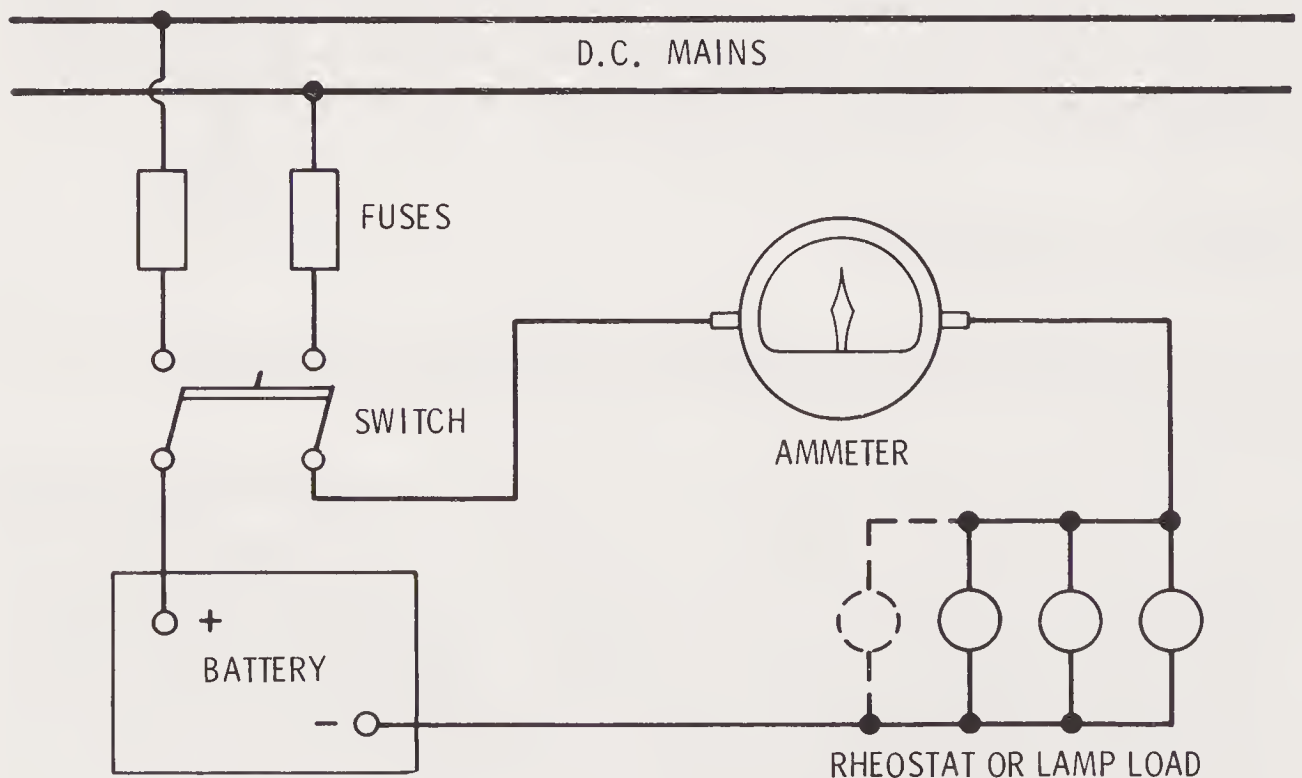 D.C. MAINS
FUSES
SWITCH
AMMETER
+
BATTERY
-
RHEOSTAT OR LAMP LOAD